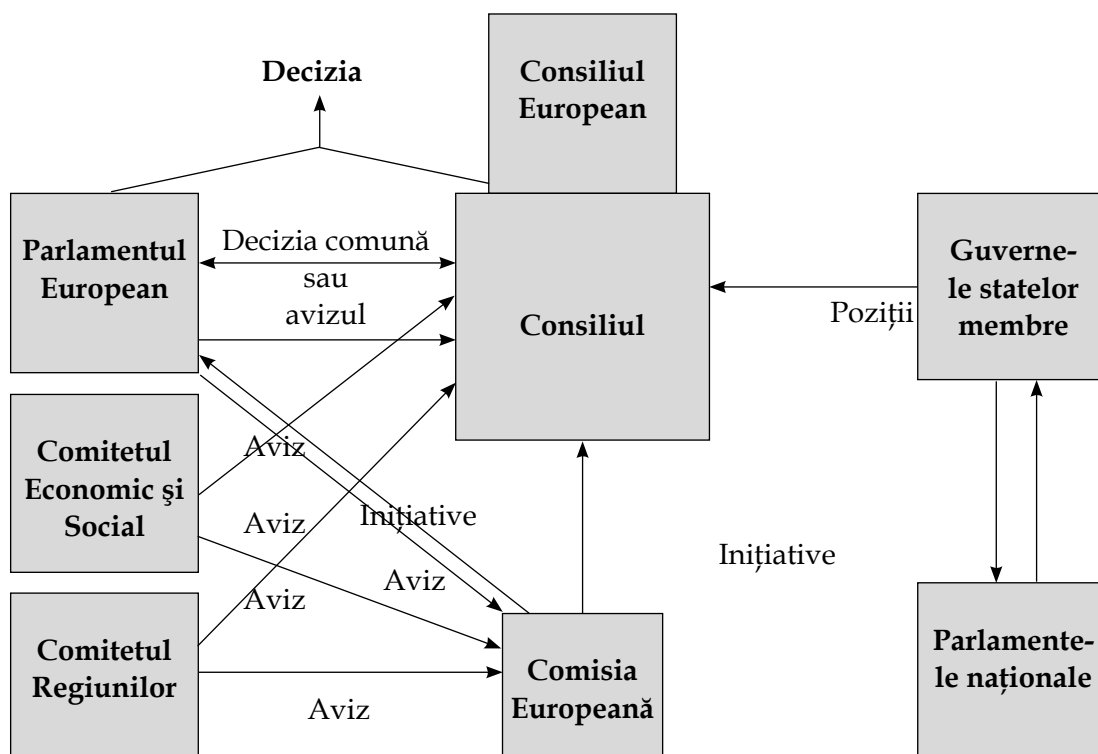 Decizia
Consiliul
European
Parlamentul
European
Decizia comună
sau
avizul
Consiliul
Poziții
Guverne-
le statelor
membre
Comitetul
Economic şi
Social
Aviz
Aviz
Inițiative
Aviz
Aviz
Inițiative
Comitetul
Regiunilor
Aviz
Comisia
Europeană
Parlamente-
le naționale